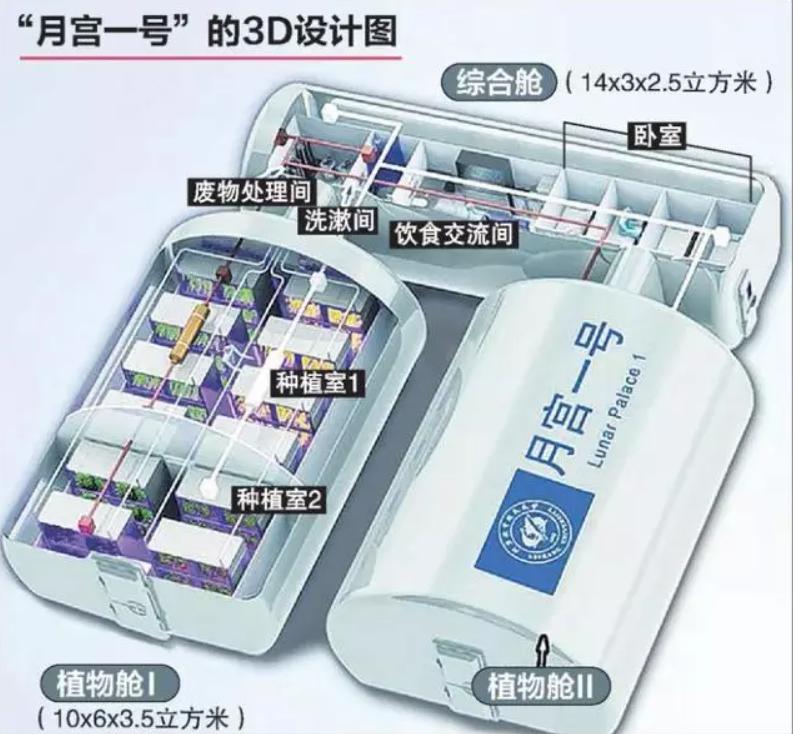 “月宫一号”的3D设计图
综合舱（14x3x2.5立方米）
卧室
废物处理间
洗漱间
饮食交流间
种植室1
种植室2
月宫一号
Lunar Palace 1
植物舱I
（10x6x3.5立方米）
植物舱II